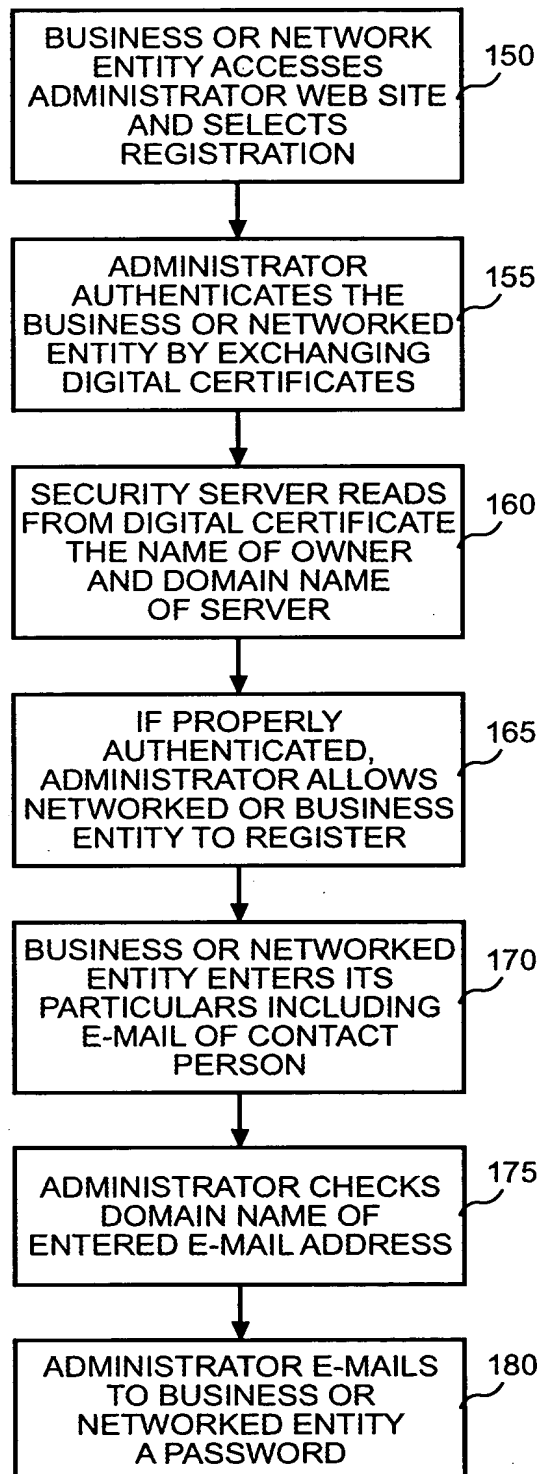 BUSINESS OR NETWORK
ENTITY ACCESSES
ADMINISTRATOR WEB SITE
AND SELECTS
REGISTRATION
150
ADMINISTRATOR
AUTHENTICATES THE
BUSINESS OR NETWORKED
ENTITY BY EXCHANGING
DIGITAL CERTIFICATES
155
SECURITY SERVER READS
FROM DIGITAL CERTIFICATE
THE NAME OF OWNER
AND DOMAIN NAME
OF SERVER
160
IF PROPERLY
AUTHENTICATED,
ADMINISTRATOR ALLOWS
NETWORKED OR BUSINESS
ENTITY TO REGISTER
165
BUSINESS OR NETWORKED
ENTITY ENTERS ITS
PARTICULARS INCLUDING
E-MAIL OF CONTACT
PERSON
170
ADMINISTRATOR CHECKS
DOMAIN NAME OF
ENTERED E-MAIL ADDRESS
175
ADMINISTRATOR E-MAILS
TO BUSINESS OR
NETWORKED ENTITY
A PASSWORD
180